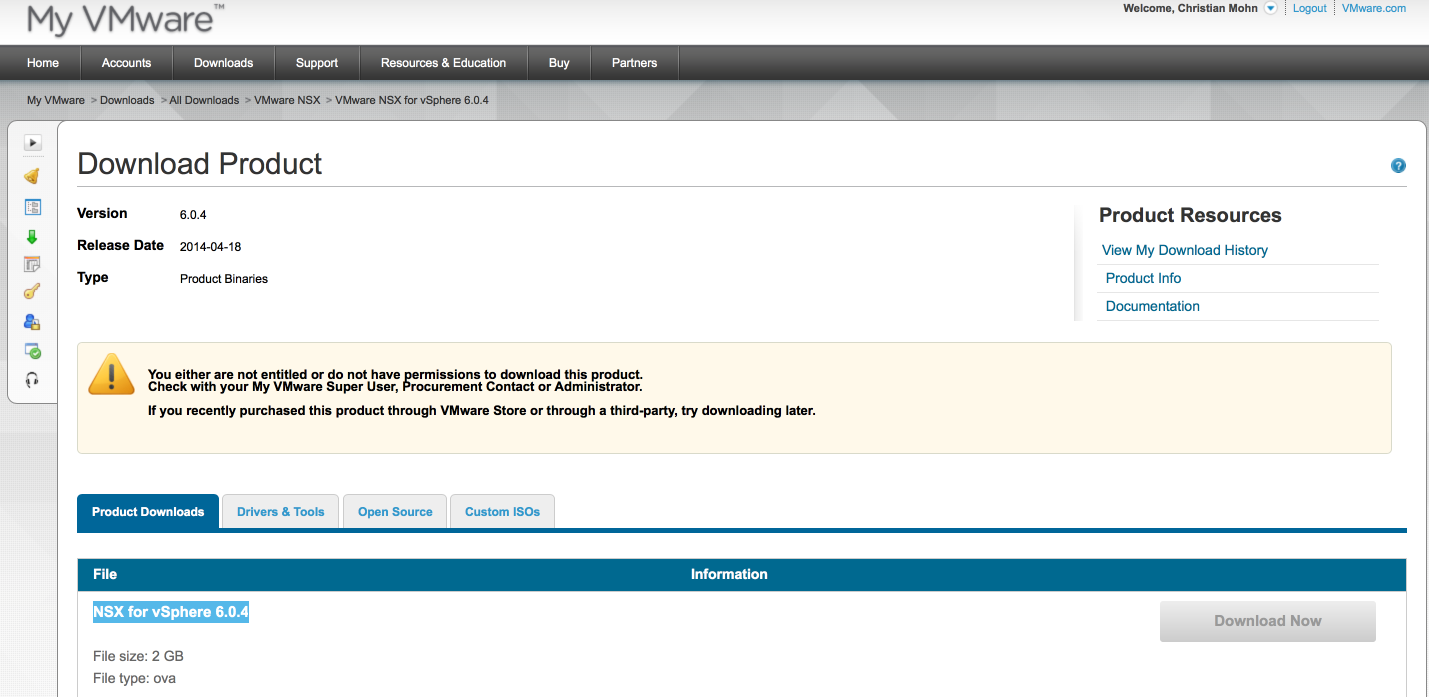 My VMware™
Welcome, Christian Mohn
Logout
VMware.com
Home
Accounts
Downloads
Support
Resources & Education
Buy
Partners
My VMware > Downloads > All Downloads > VMware NSX > VMware NSX for vSphere 6.0.4
Download Product
?
Version 6.0.4
Release Date 2014-04-18
Type Product Binaries
Product Resources
View My Download History
Product Info
Documentation
You either are not entitled or do not have permissions to download this product.
Check with your My VMware Super User, Procurement Contact or Administrator.
If you recently purchased this product through VMware Store or through a third-party, try downloading later.
Product Downloads
Drivers & Tools
Open Source
Custom ISOs
File
Information
NSX for vSphere 6.0.4
Download Now
File size: 2 GB
File type: ova